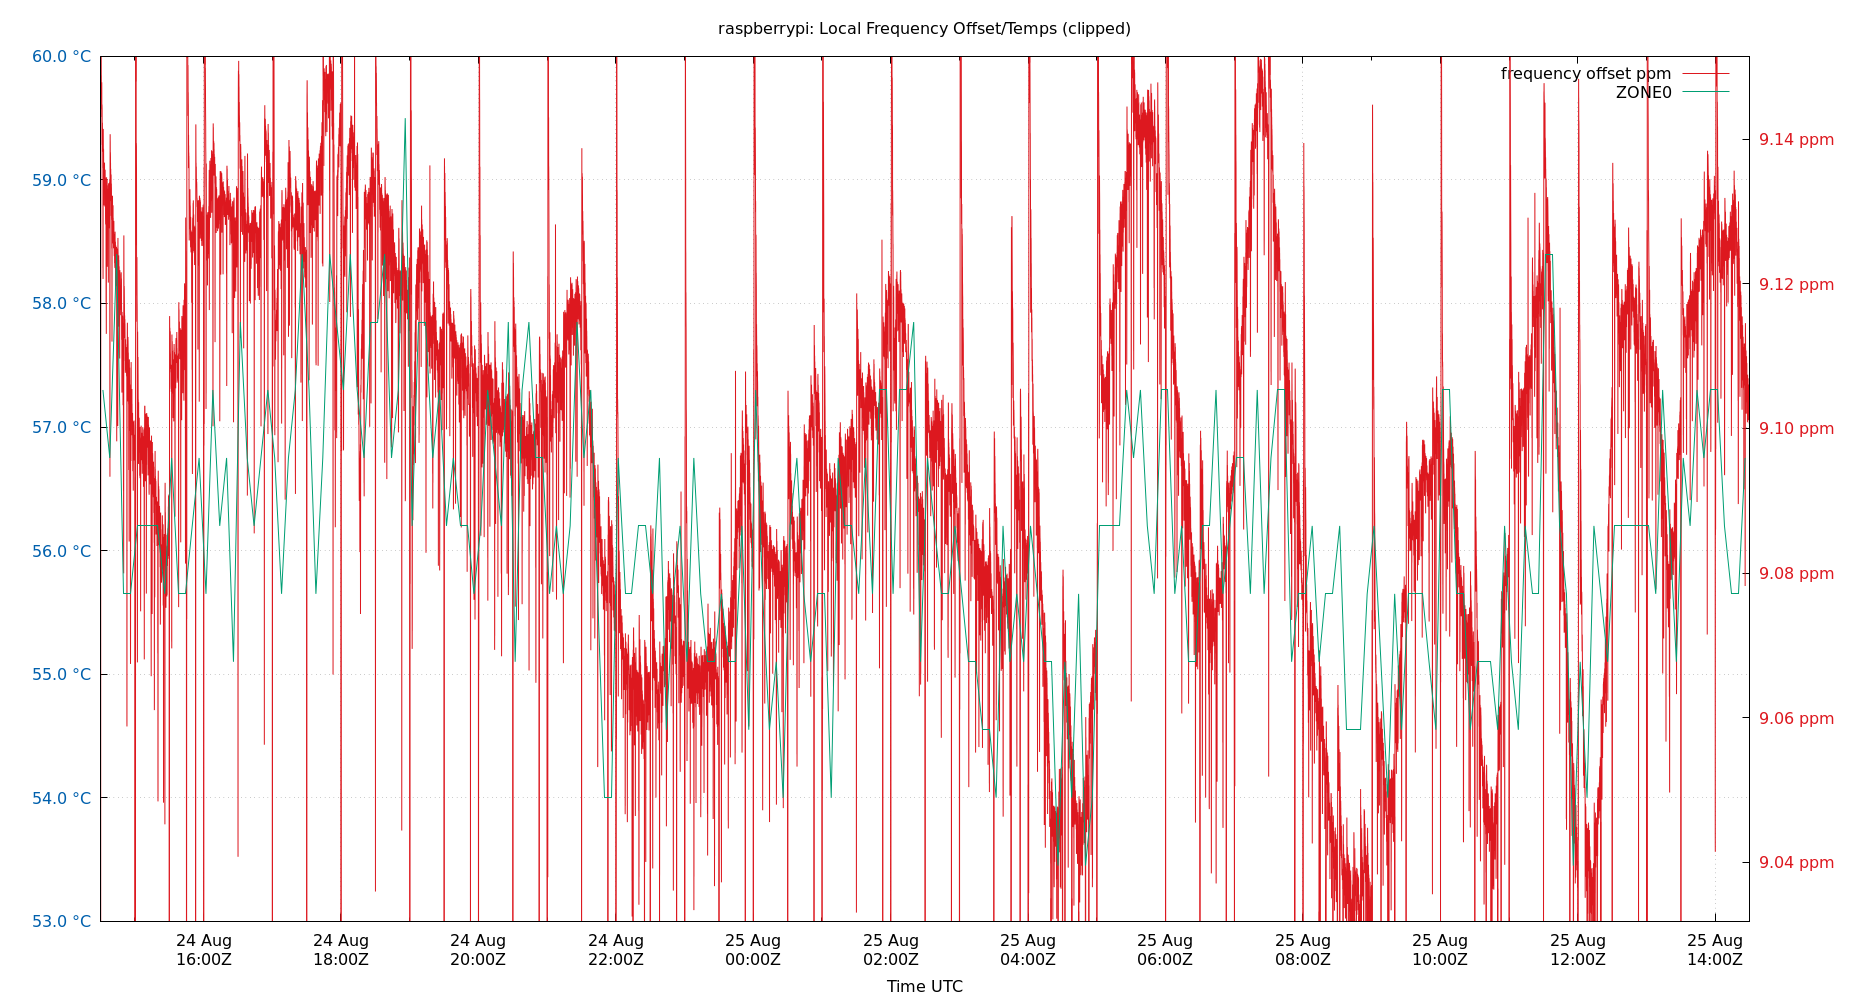 raspberrypi: Local Frequency Offset/Temps (clipped)
60.0 °C
59.0 °C
58.0 °C
57.0 °C
56.0 °C
55.0 °C
54.0 °C
53.0 °C
frequency offset ppm
ZONE0
9.14 ppm
9.12 ppm
9.10 ppm
9.08 ppm
9.06 ppm
9.04 ppm
24 Aug 24 Aug 24 Aug 24 Aug 25 Aug 25 Aug 25 Aug 25 Aug 25 Aug 25 Aug 25 Aug 25 Aug
16:00Z 18:00Z 20:00Z 22:00Z 00:00Z 02:00Z 04:00Z 06:00Z 08:00Z 10:00Z 12:00Z 14:00Z
Time UTC